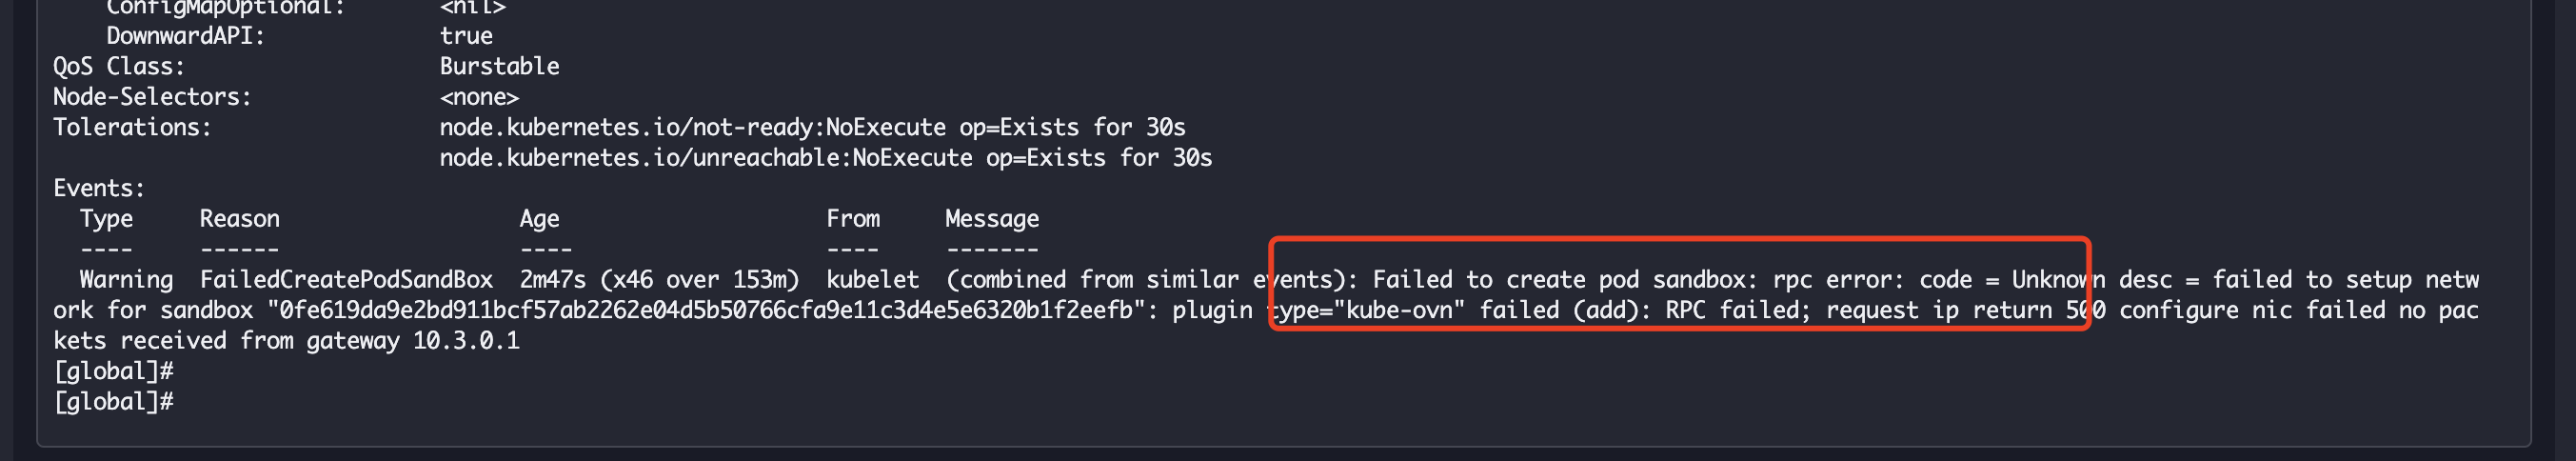 ConfigMapOptional: <nil>
DownwardAPI: true
QoS Class: Burstable
Node-Selectors: <none>
Tolerations: node.kubernetes.io/not-ready:NoExecute op=Exists for 30s
node.kubernetes.io/unreachable:NoExecute op=Exists for 30s
Events:
Type Reason Age From Message
---- ------ ---- ---- -------
Warning FailedCreatePodSandBox 2m47s (x46 over 153m) kubelet (combined from similar events): Failed to create pod sandbox: rpc error: code = Unknown desc = failed to setup netw
ork for sandbox "0fe619da9e2bd911bcf57ab2262e04d5b50766cfa9e11c3d4e5e6320b1f2eefb": plugin type="kube-ovn" failed (add): RPC failed; request ip return 500 configure nic failed no pac
kets received from gateway 10.3.0.1
[global]#
[global]#